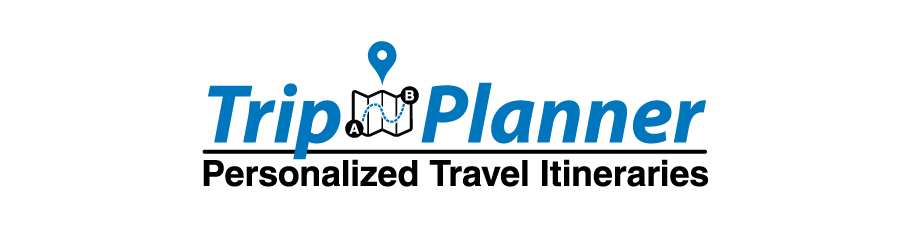 Trip Planner
A B
Personalized Travel Itineraries